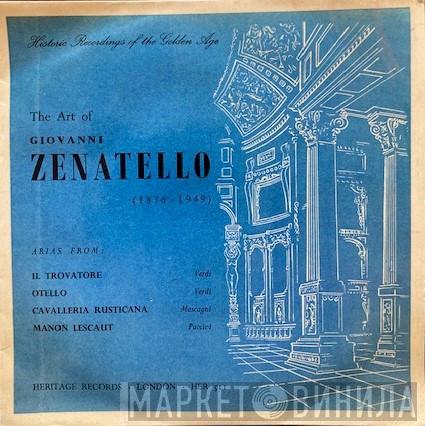 Historic Recordings of the Golden Age
The Art of
GIOVANNI
ZENATELLO
(1876-1949)
ARIAS FROM:
IL TROVATORE Verdi
OTELLO Verdi
CAVALLERIA RUSTICANA Mascagni
MANON LESCAUT Puccini
HERITAGE RECORDS LONDON HER
МАРКЕТ ВИНИЛА